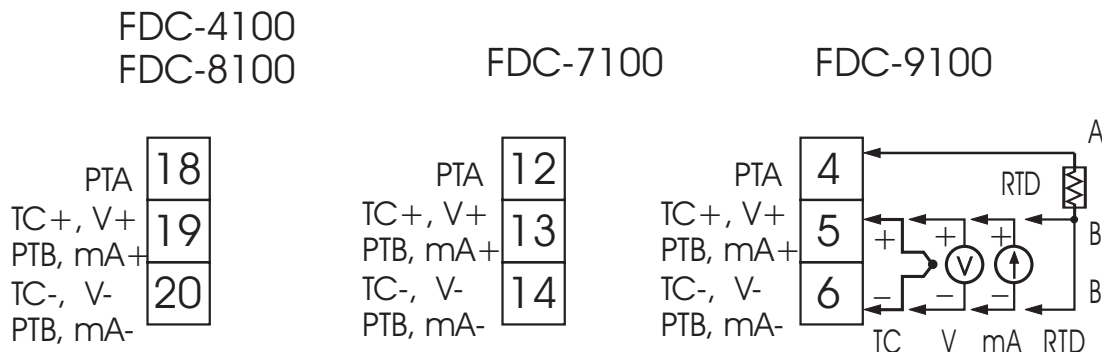 FDC-4100
FDC-8100
FDC-7100
FDC-9100
PTA 18
TC+, V+
PTB, mA+
19
TC-, V-
PTB, mA-
20
PTA 12
TC+, V+
PTB, mA+
13
TC-, V-
PTB, mA-
14
PTA 4
TC+, V+
PTB, mA+
5
TC-, V-
PTB, mA-
6
A
RTD
B
B
+ + +
V
− − −
TC V mA RTD